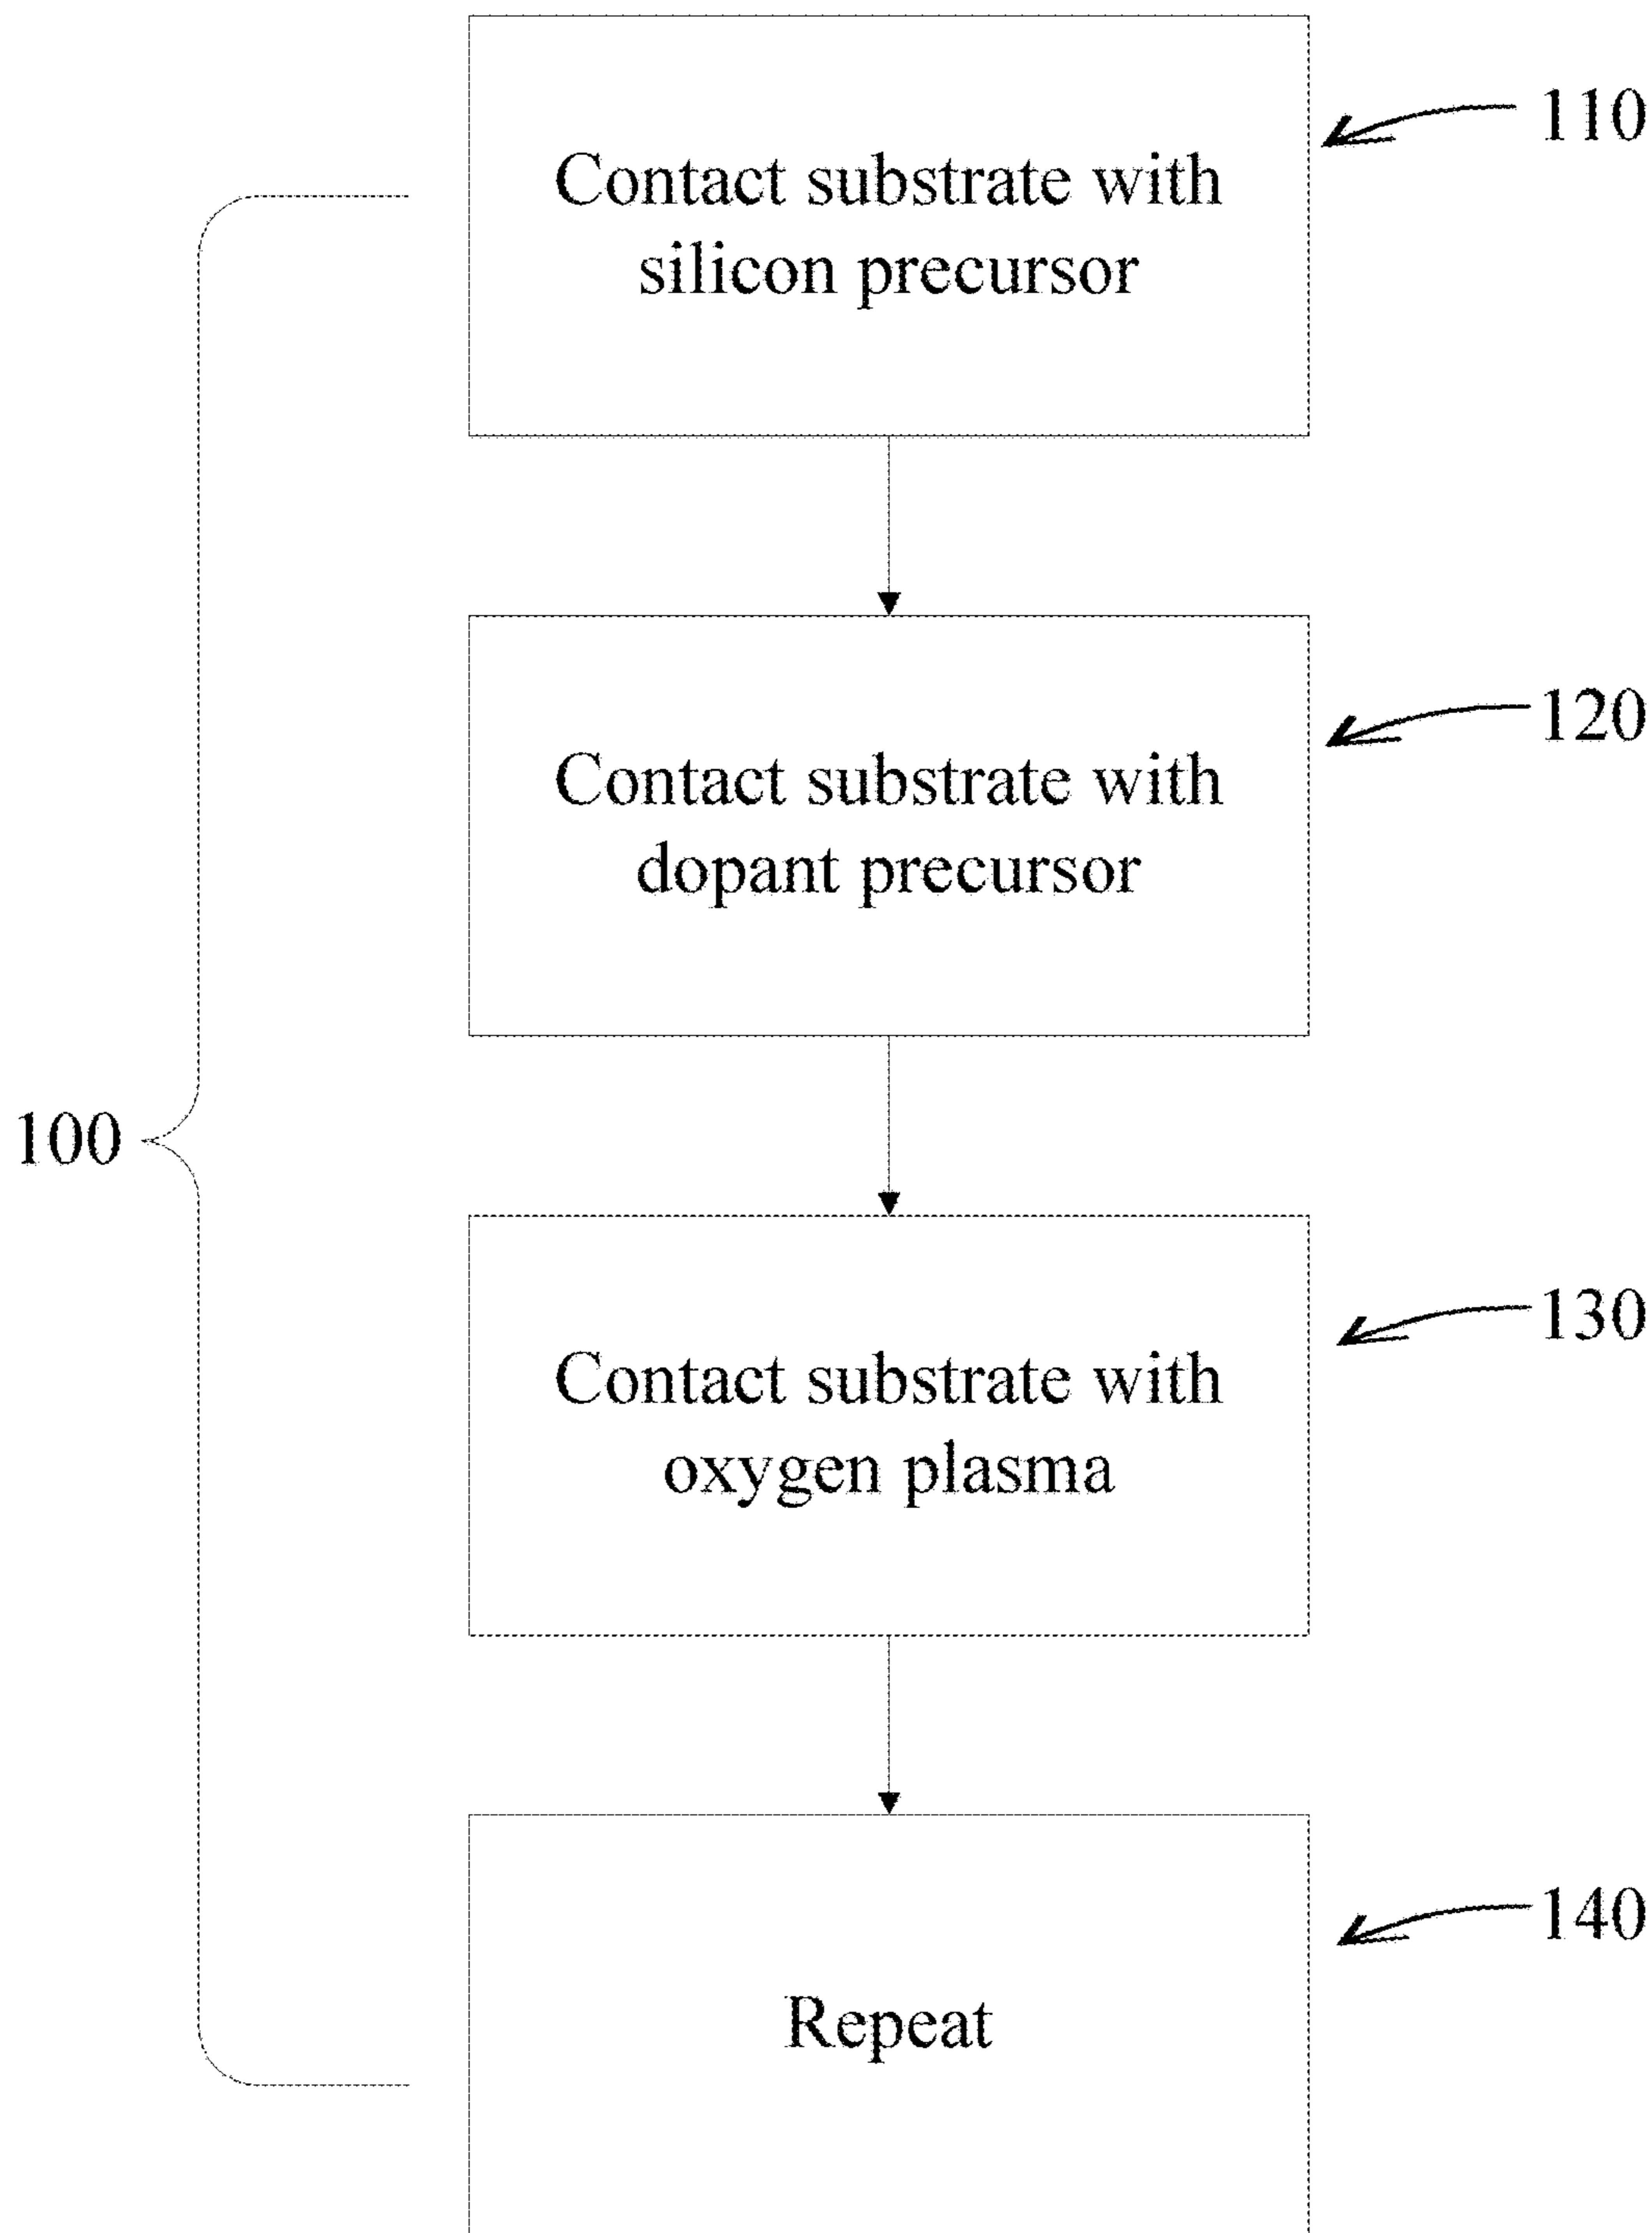 110
Contact substrate with
silicon precursor
120
Contact substrate with
dopant precursor
100
130
Contact substrate with
oxygen plasma
140
Repeat